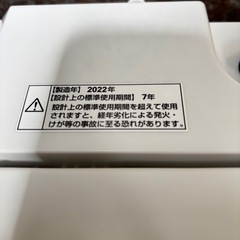 【製造年】2022年
【設計上の標準使用期間】 7年
設計上の標準使用期間を超えて使用
されますと、経年劣化による発火・
けが等の事故に至る恐れがあります。